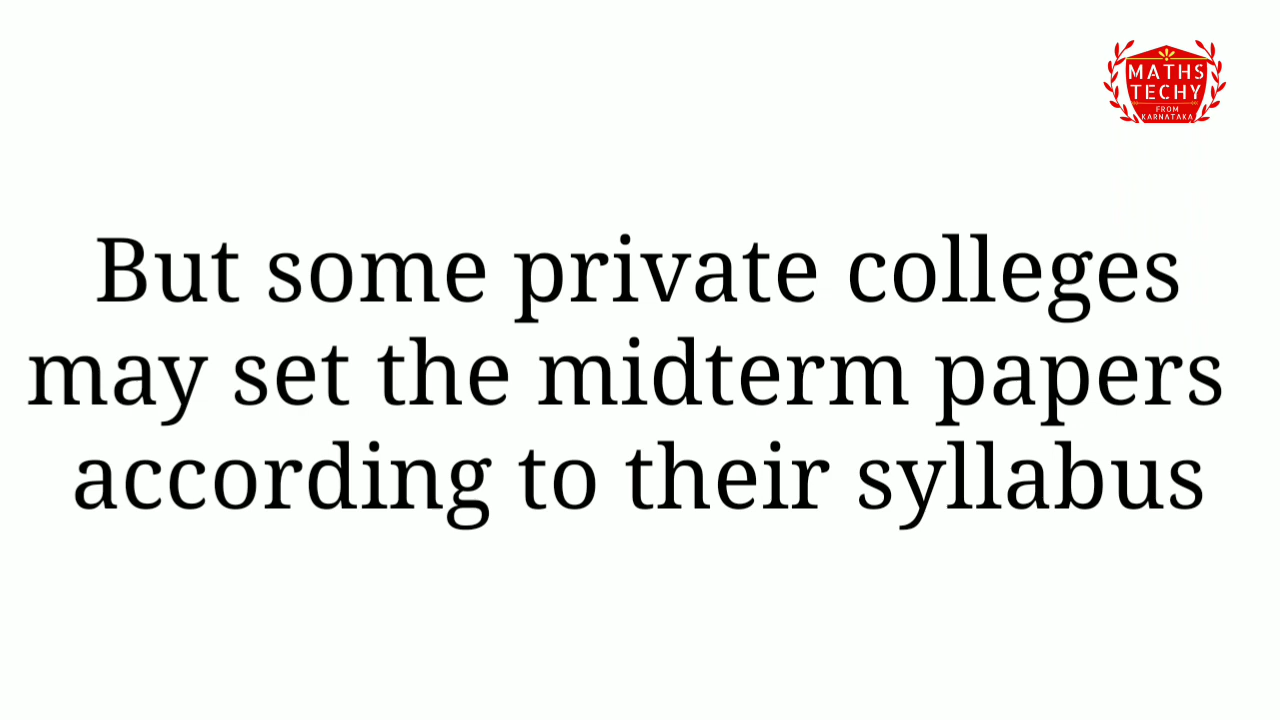 MATHS
TECHY
FROM
KARNATAKA
But some private colleges
may set the midterm papers
according to their syllabus